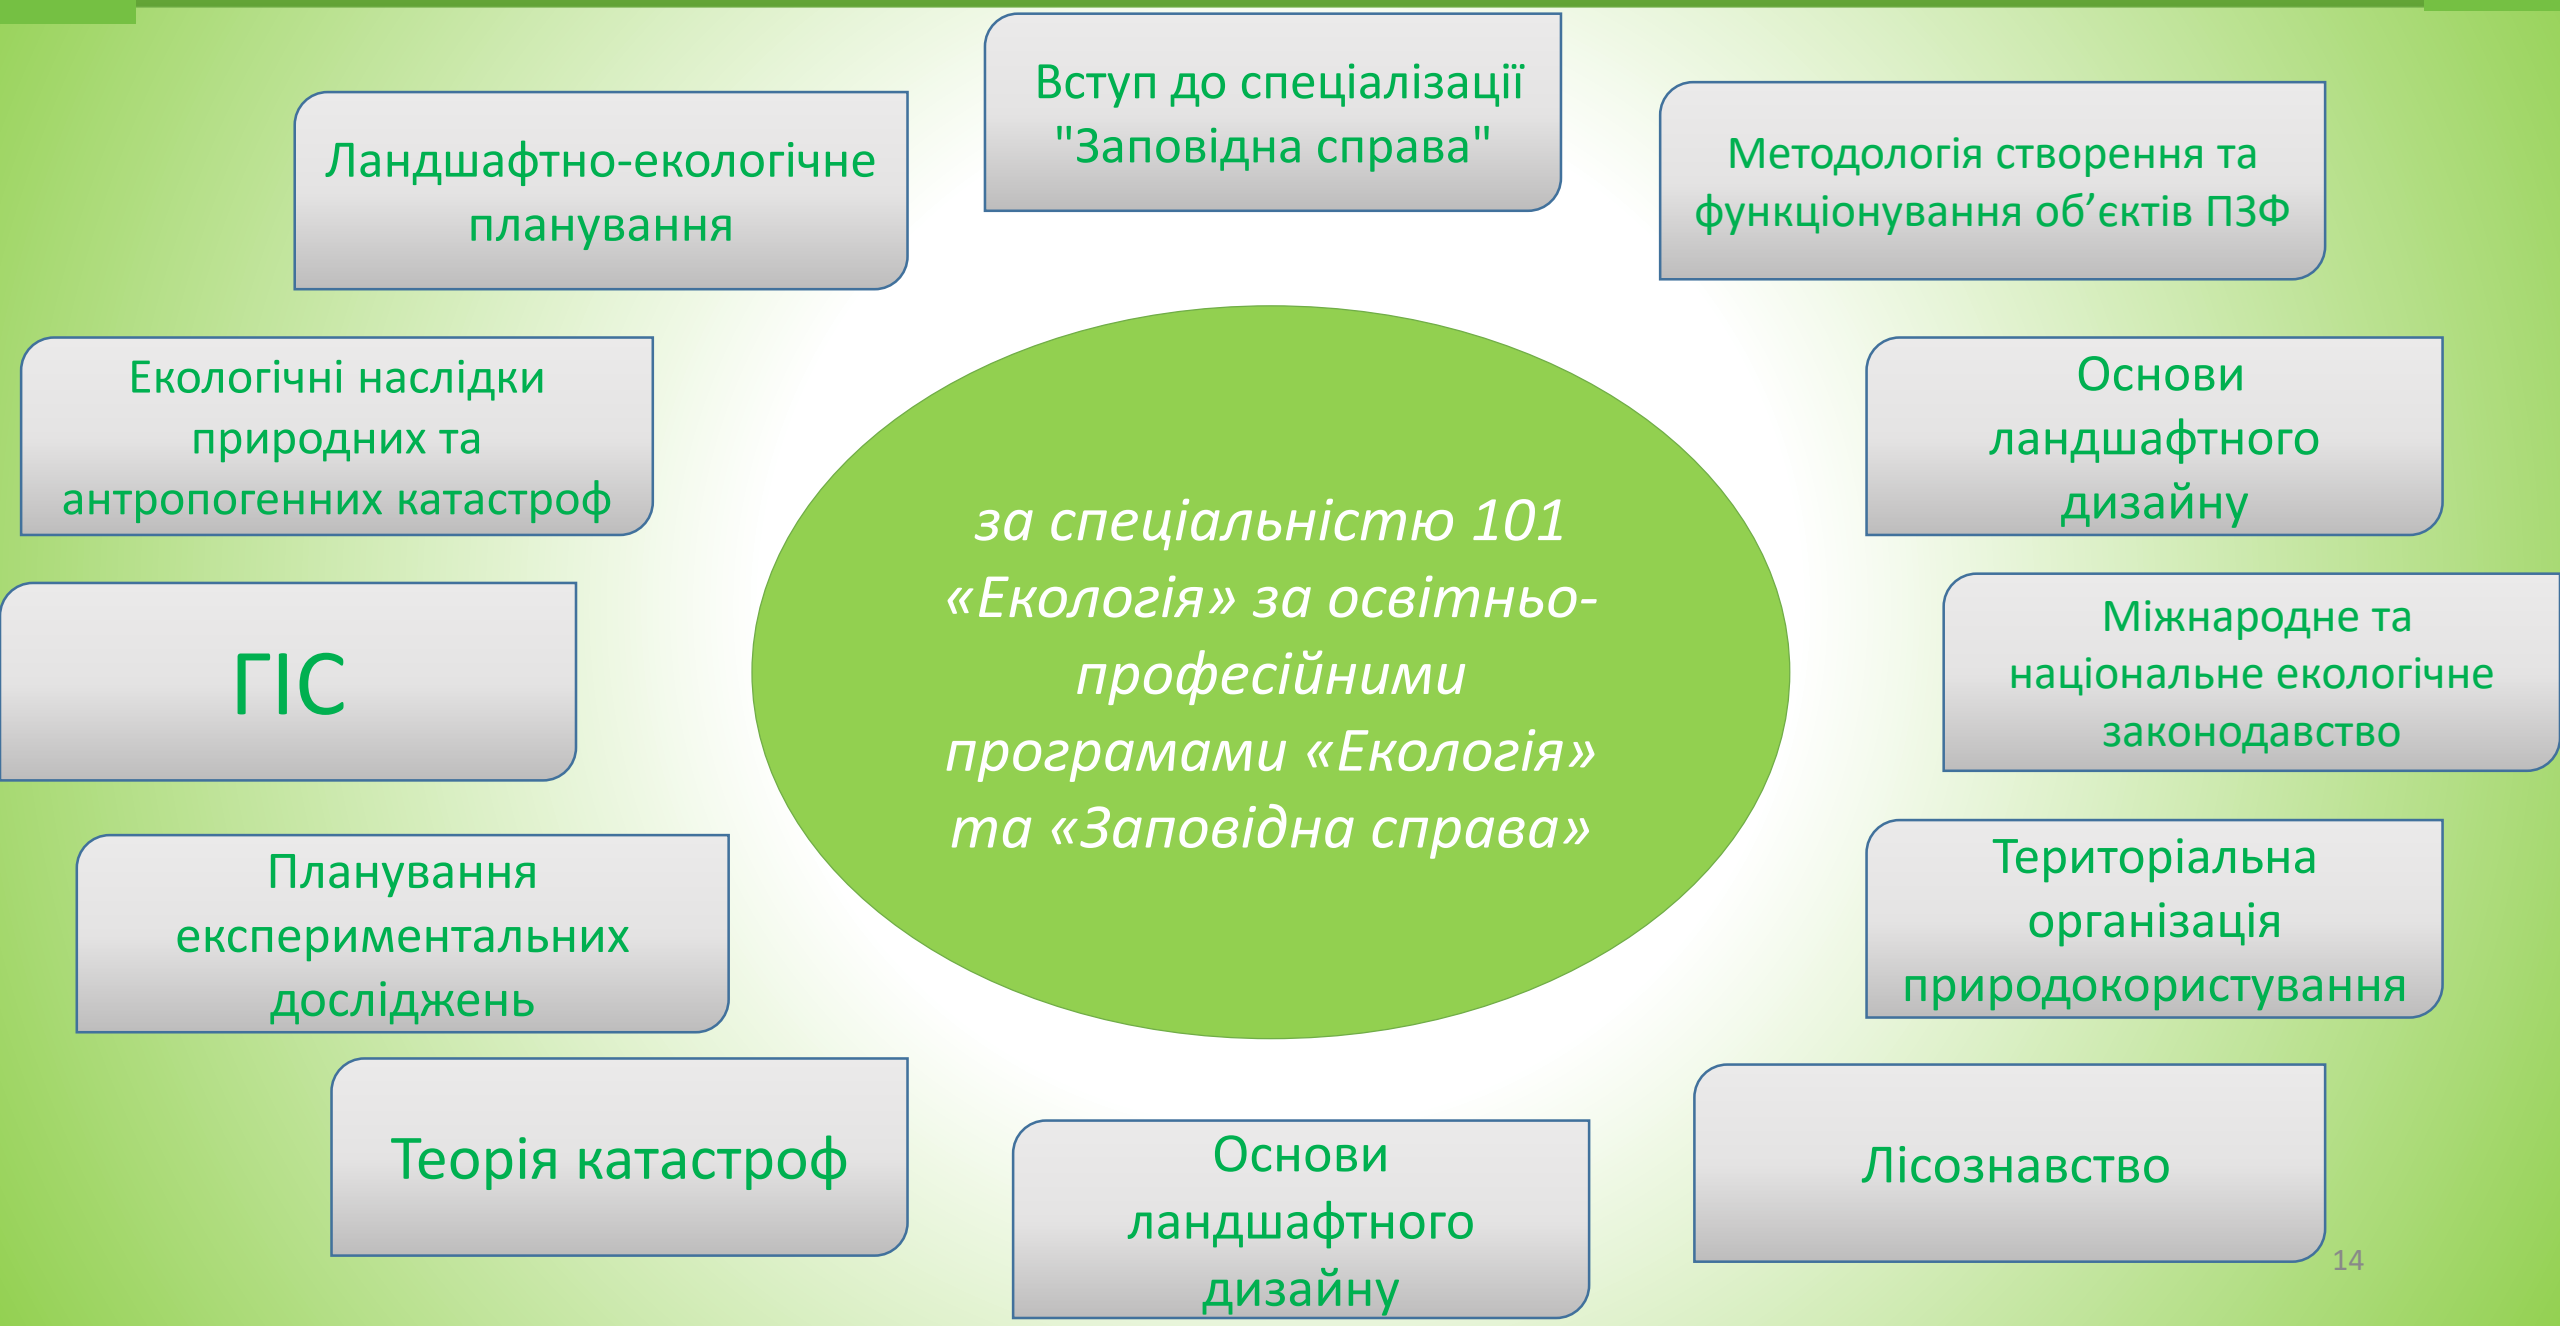 Вступ до спеціалізації
"Заповідна справа"
Ландшафтно-екологічне
планування
Методологія створення та
функціонування об’єктів ПЗФ
Екологічні наслідки
природних та
антропогенних катастроф
Основи
ландшафтного
дизайну
за спеціальністю 101
«Екологія» за освітньо-
професійними
програмами «Екологія»
та «Заповідна справа»
ГІС
Міжнародне та
національне екологічне
законодавство
Планування
експериментальних
досліджень
Територіальна
організація
природокористування
Теорія катастроф
Основи
ландшафтного
дизайну
Лісознавство
14